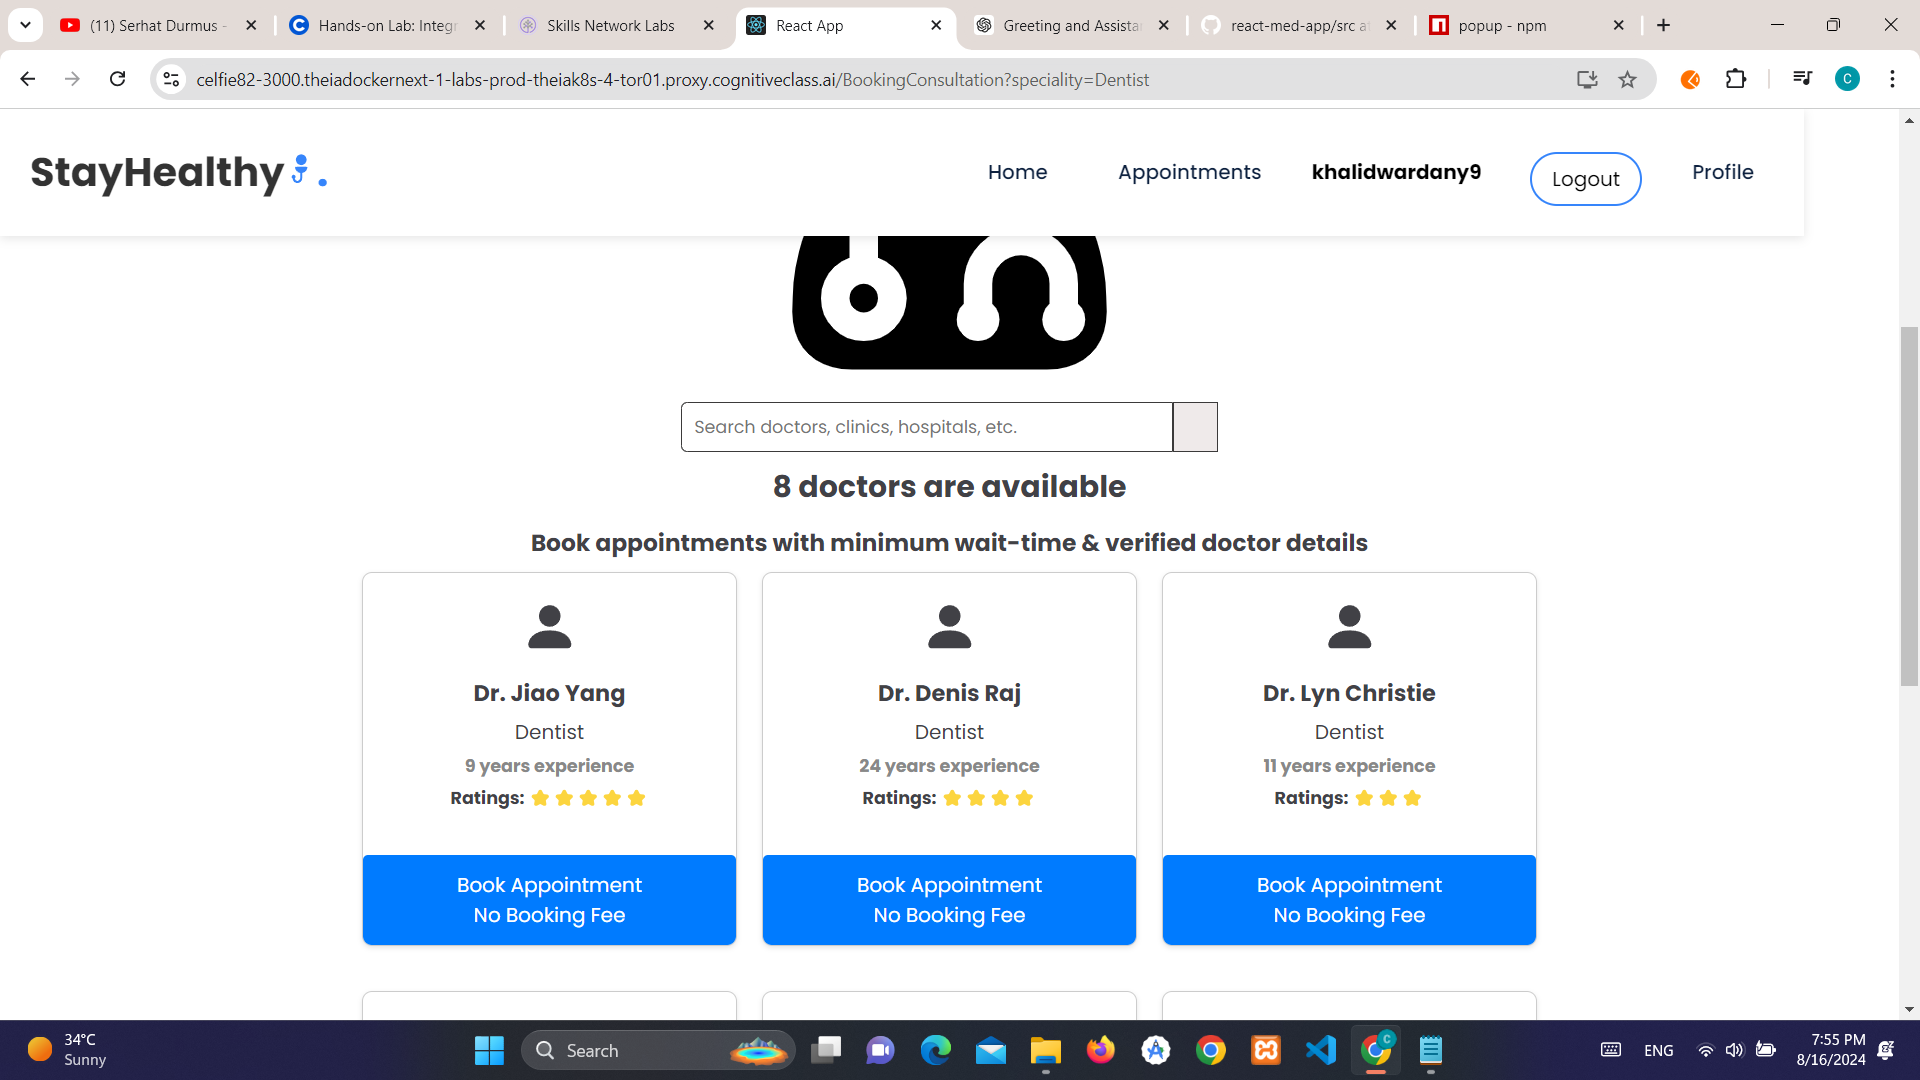 (11) Serhat Durmus -
Hands-on Lab: Integr
Skills Network Labs
React App
Greeting and Assista
react-med-app/src at
popup - npm
celfie82-3000.theiadockernext-1-labs-prod-theiak8s-4-tor01.proxy.cognitiveclass.ai/BookingConsultation?speciality=Dentist
C
StayHealthy
.
Home
Appointments
khalidwardany9
Logout
Profile
Search doctors, clinics, hospitals, etc.
8 doctors are available
Book appointments with minimum wait-time & verified doctor details
Dr. Jiao Yang
Dentist
9 years experience
Ratings:
Book Appointment
No Booking Fee
Dr. Denis Raj
Dentist
24 years experience
Ratings:
Book Appointment
No Booking Fee
Dr. Lyn Christie
Dentist
11 years experience
Ratings:
Book Appointment
No Booking Fee
34°C
Sunny
Search
C
ENG
7:55 PM
8/16/2024